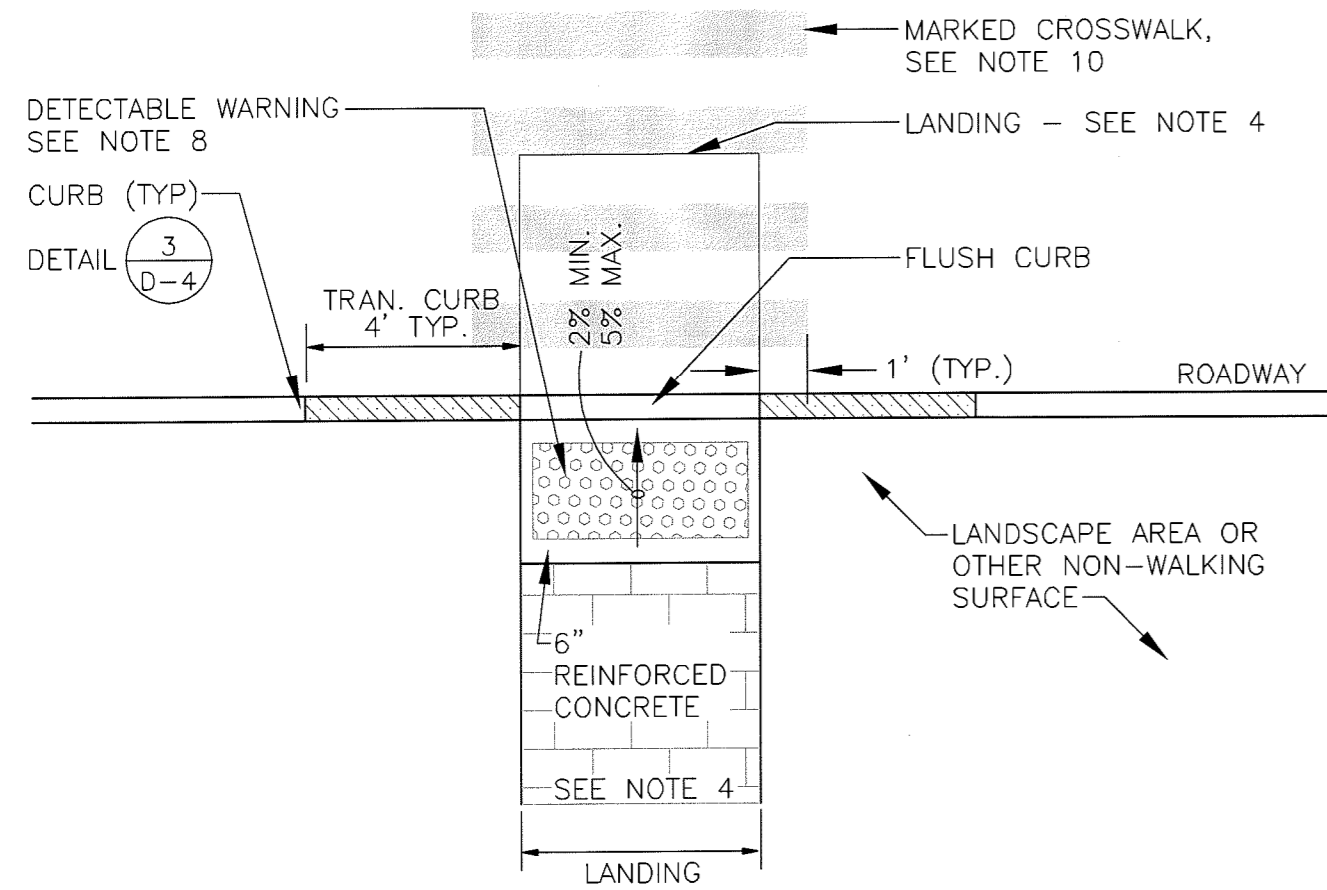 MARKED CROSSWALK,
SEE NOTE 10
DETECTABLE WARNING
SEE NOTE 8
LANDING – SEE NOTE 4
CURB (TYP)
DETAIL
3
D-4
2% MIN.
5% MAX.
FLUSH CURB
TRAN. CURB
4' TYP.
1' (TYP.)
ROADWAY
LANDSCAPE AREA OR
OTHER NON-WALKING
SURFACE
6"
REINFORCED
CONCRETE
SEE NOTE 4
LANDING